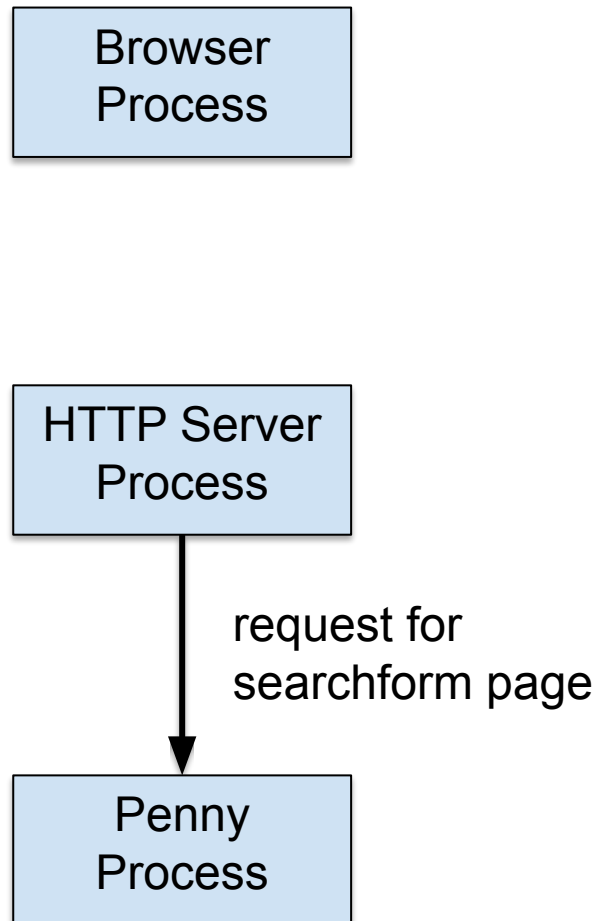 Browser
Process
HTTP Server
Process
request for
searchform page
Penny
Process